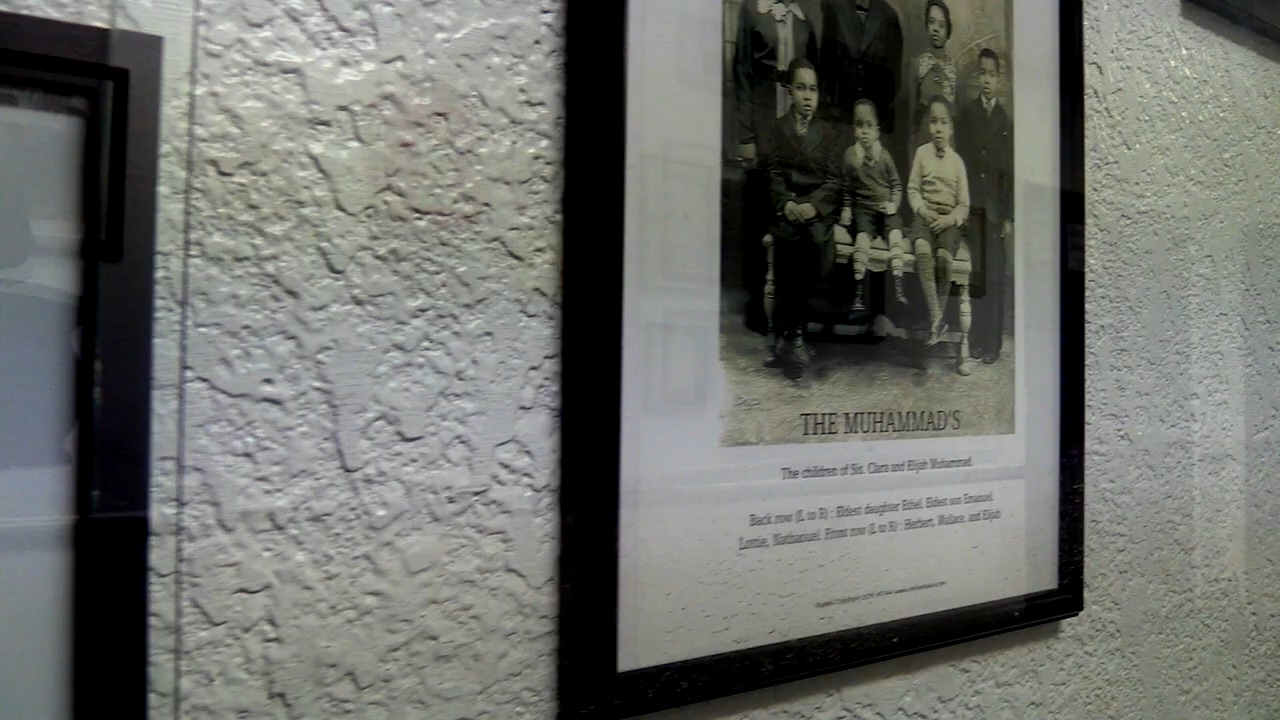 THE MUHAMMAD'S
The children of Sis. Clara and Elijah Muhammad.
Back row (L to R) : Eldest daughter Ethel, Eldest son Emanuel,
Lottie, Nathanuel. Front row (L to R) : Herbert, Wallace, and Elijah